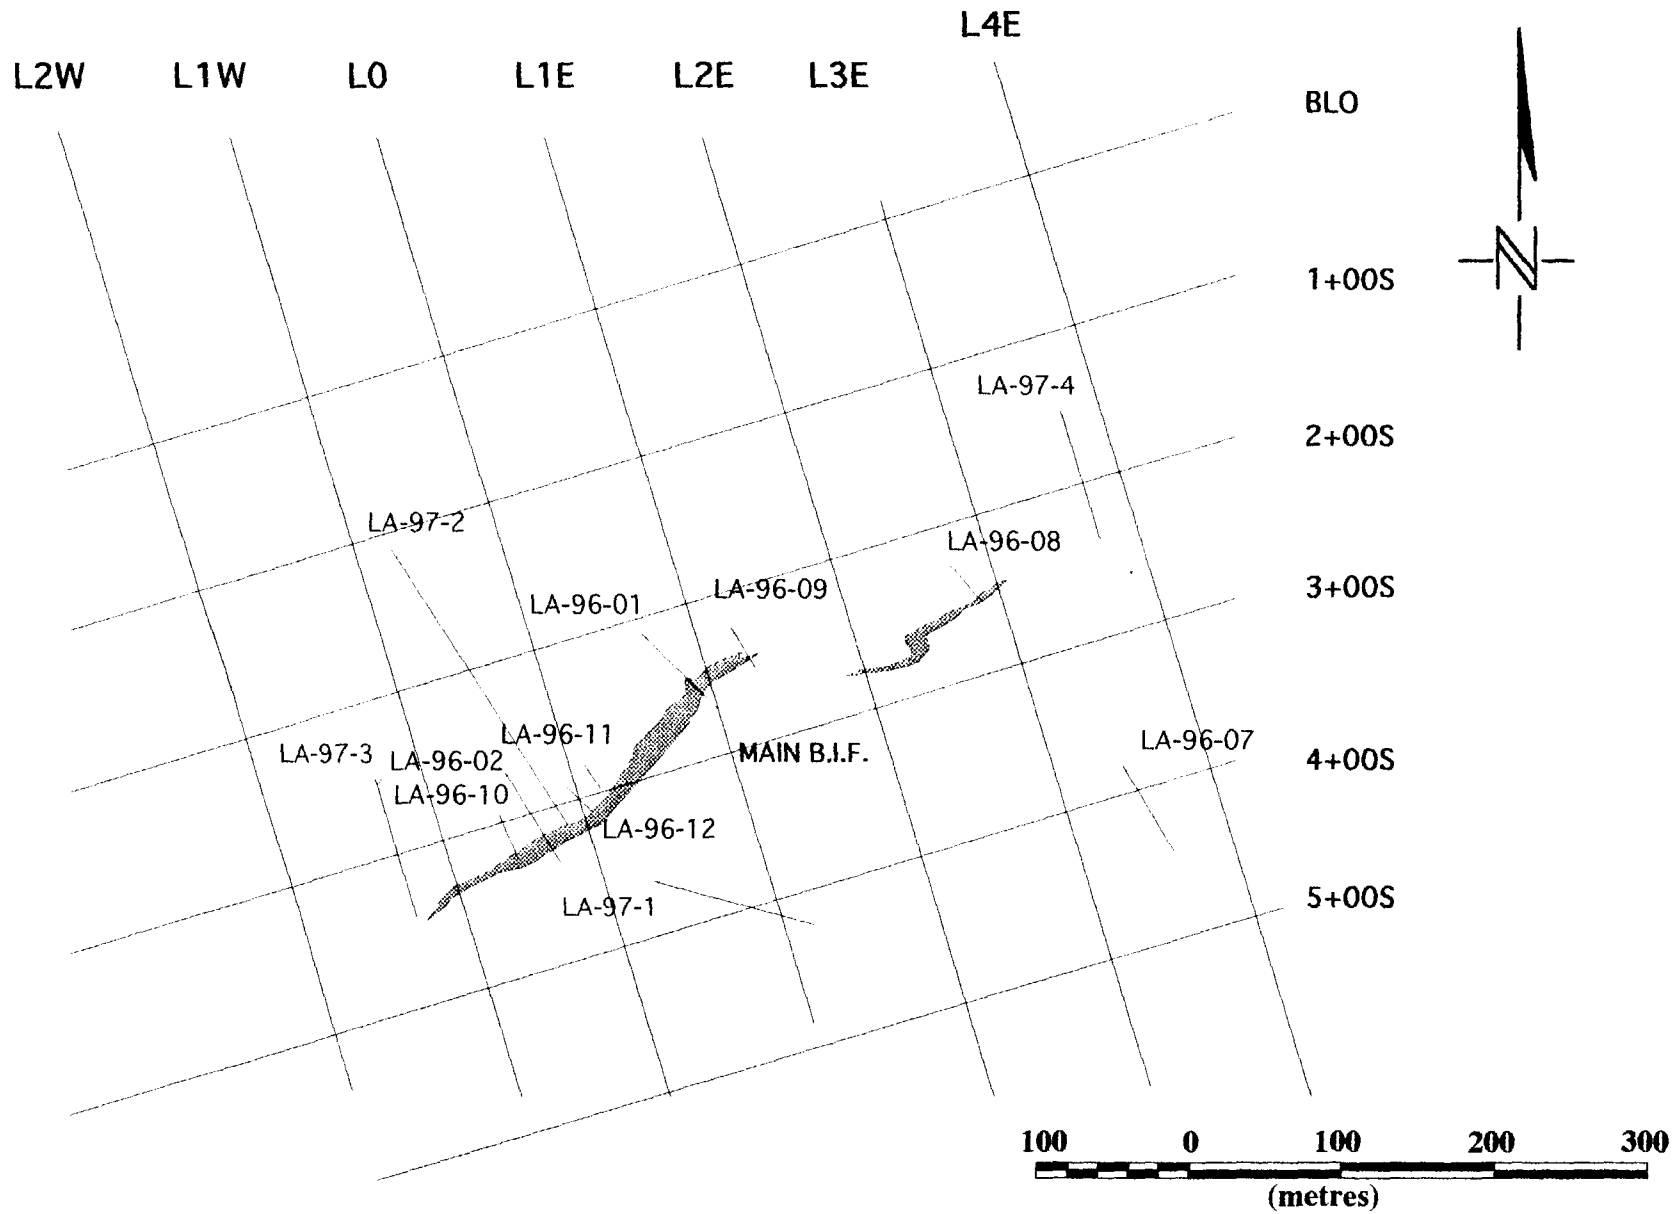 L4E
L2W L1W L0 L1E L2E L3E
BLO
N
1+00S
LA-97-4
2+00S
LA-97-2
LA-96-08
LA-96-09
3+00S
LA-96-01
LA-96-11
LA-96-07
LA-97-3
LA-96-02
MAIN B.I.F.
4+00S
LA-96-10
LA-96-12
5+00S
LA-97-1
100 0 100 200 300
(metres)